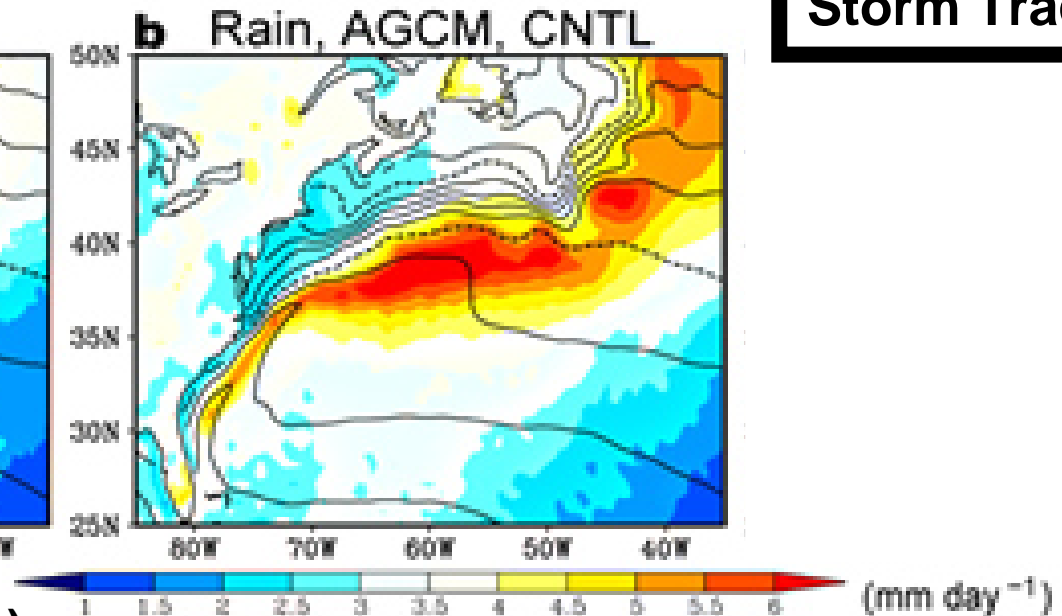 Storm Trac
b Rain, AGCM, CNTL
50N
45N
40N
35N
30N
25N
80W 70W 60W 50W 40W
1 1.5 2 2.5 3 3.5 4 4.5 5 5.5 6
(mm day⁻¹)